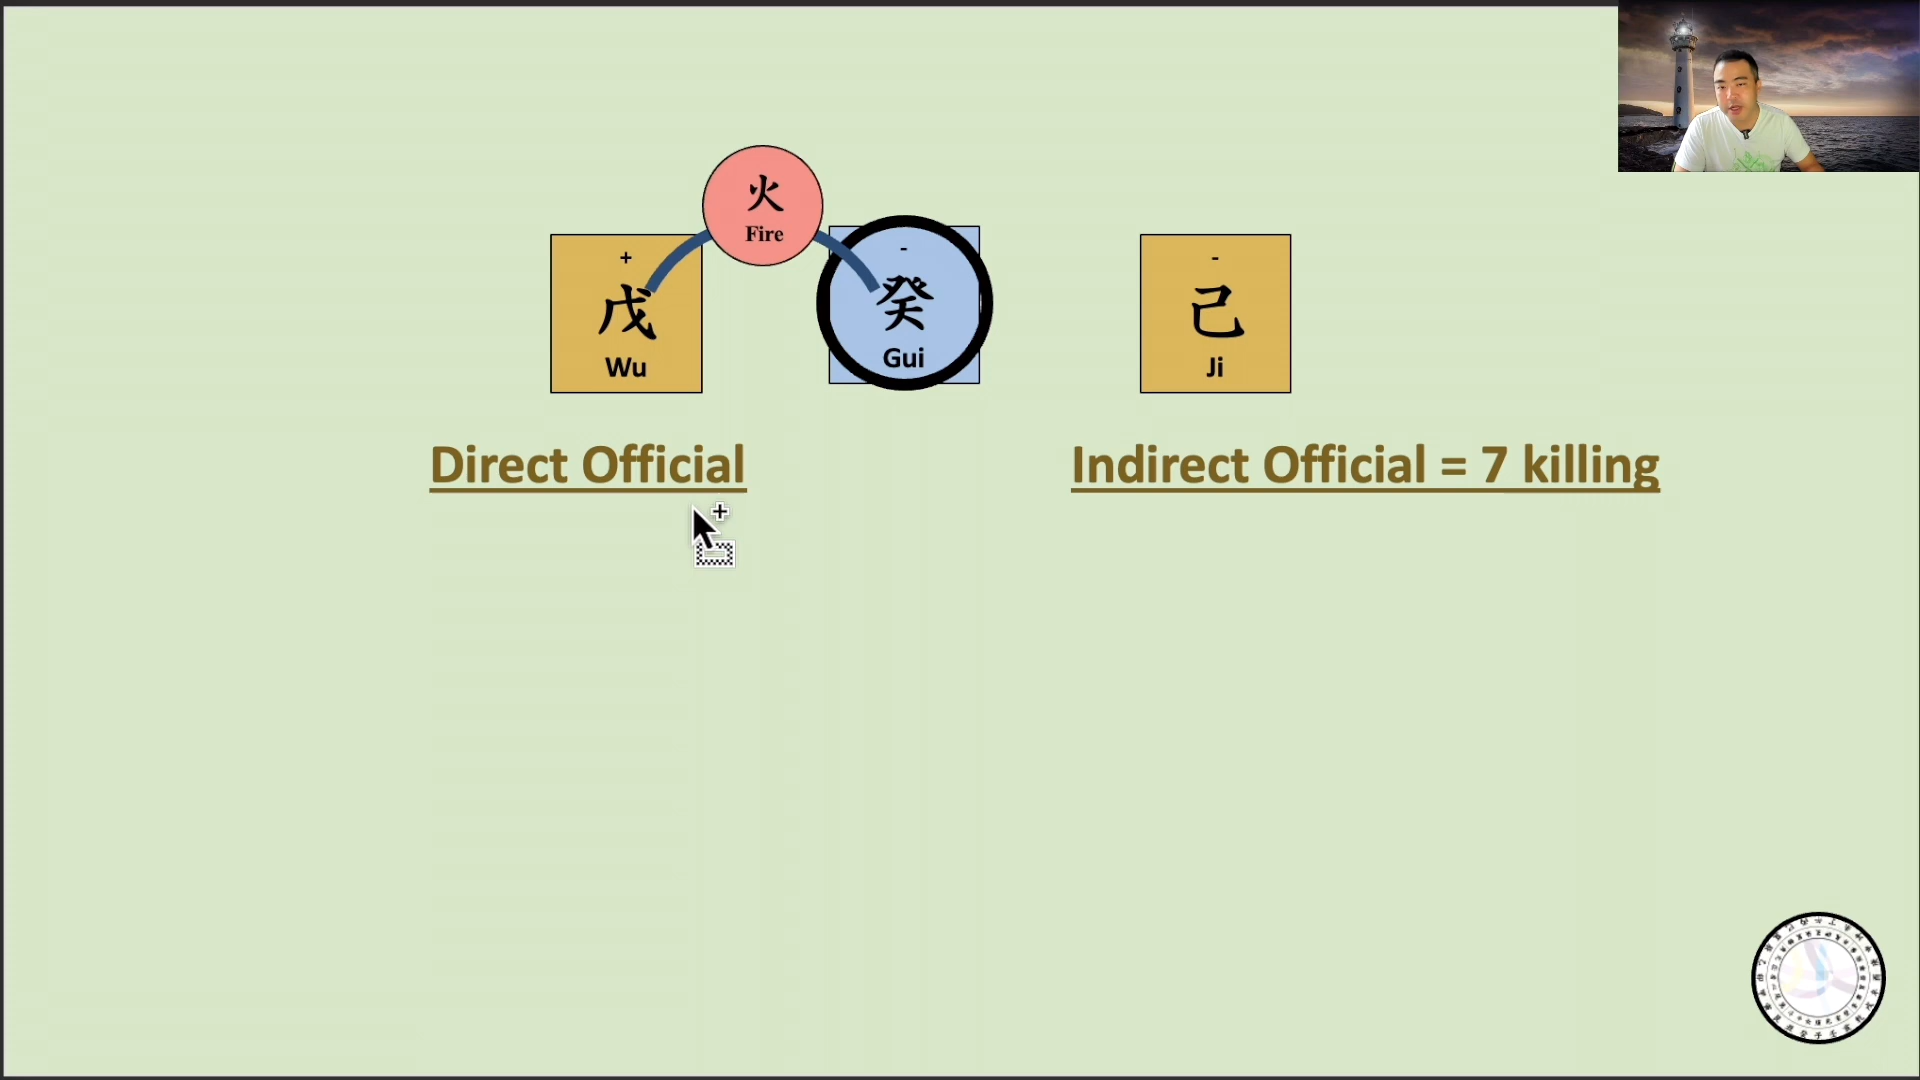 火
Fire
+
戊
Wu
-
癸
Gui
-
己
Ji
Direct Official
Indirect Official = 7 killing